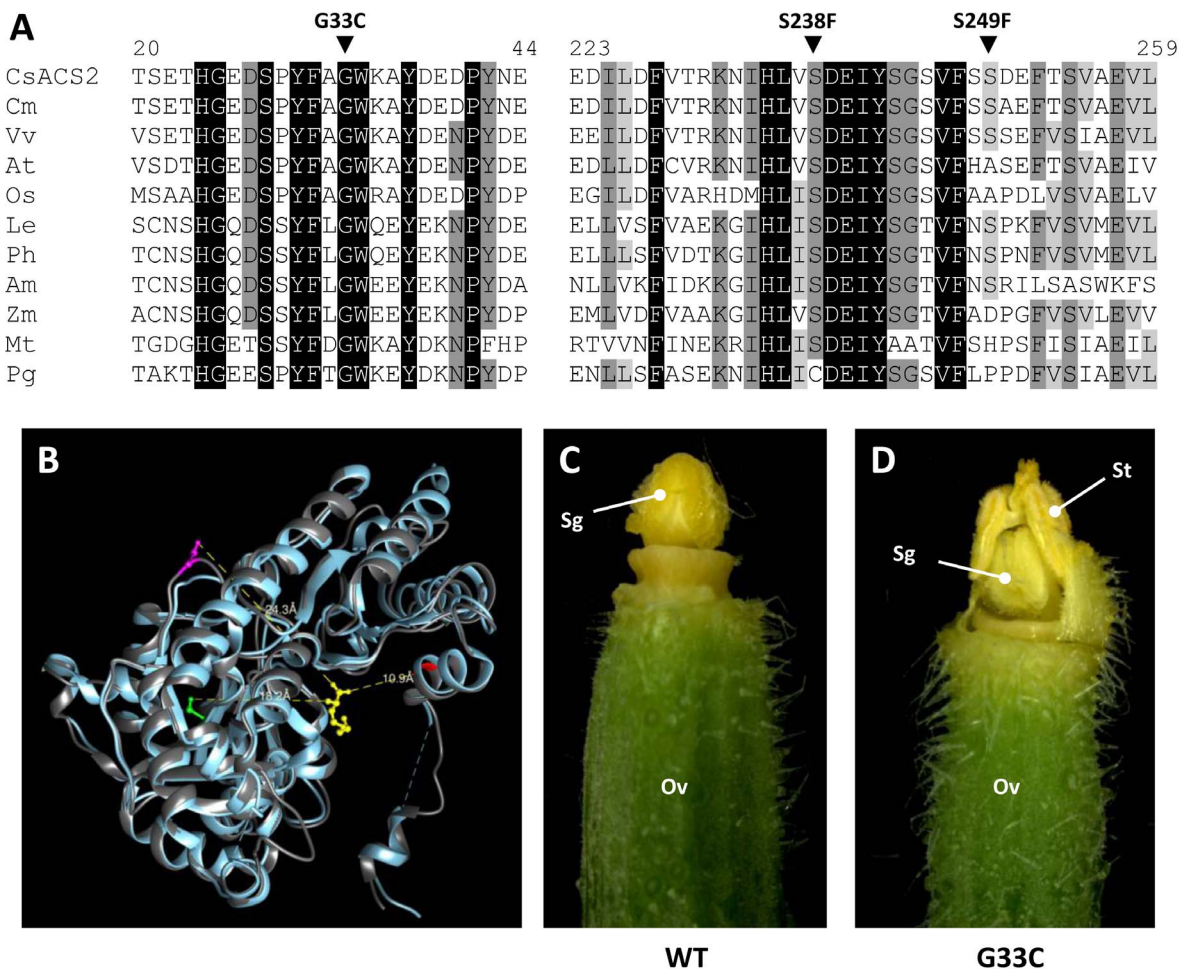 A
G33C S238F S249F
20 44 223 259
CsACS2 TSETHGEDSPYFAGWKAYDEDPYNE EDILDFVTRKNIHLVSDEIYSGSVFSSDEFTSVAEVL
Cm TSETHGEDSPYFAGWKAYDEDPYNE EDILDFVTRKNIHLVSDEIYSGSVFSSAEFTSVAEVL
Vv VSETHGEDSPYFAGWKAYDENPYDE EEILDFVTRKNIHLVSDEIYSGSVFSSSEFVSIAEVL
At VSDTHGEDSPYFAGWKAYDENPYDE EDLLDFCVRKNIHLVSDEIYSGSVFHASEFTSVAEIV
Os MSAAHGEDSPYFAGWRAYDEDPYDP EGILDFVARHDMHLISDEIYSGSVFAAPDLVSVAELV
Le SCNSHGQDSSYFLGWQEYEKNPYDE ELLVSFVAEKGIHLISDEIYSGTVFNSPKFVSVMEVL
Ph TCNSHGQDSSYFLGWQEYEKNPYDE ELLLSFVDTKGIHLISDEIYSGTVFNSPNFVSVMEVL
Am TCNSHGQDSSYFLGWEEYEKNPYDA NLLVKFIDKKGIHLISDEIYSGTVFNSRILSASWKFS
Zm ACNSHGQDSSYFLGWEEYEKNPYDP EMLVDFVAAKGIHLVSDEIYSGTVFADPGFVSVLEVV
Mt TGDGHGETSSYFDGWKAYDKNPFHP RTVVNFINEKRIHLISDEIYAATVFSHPSFISIAEIL
Pg TAKTHGEESPYFTGWKEYDKNPYDP ENLLSFASEKNIHLICDEIYSGSVFLPPDFVSIAEVL
B
24.3Å
10.9Å
C
Sg
Ov
WT
D
St
Sg
Ov
G33C